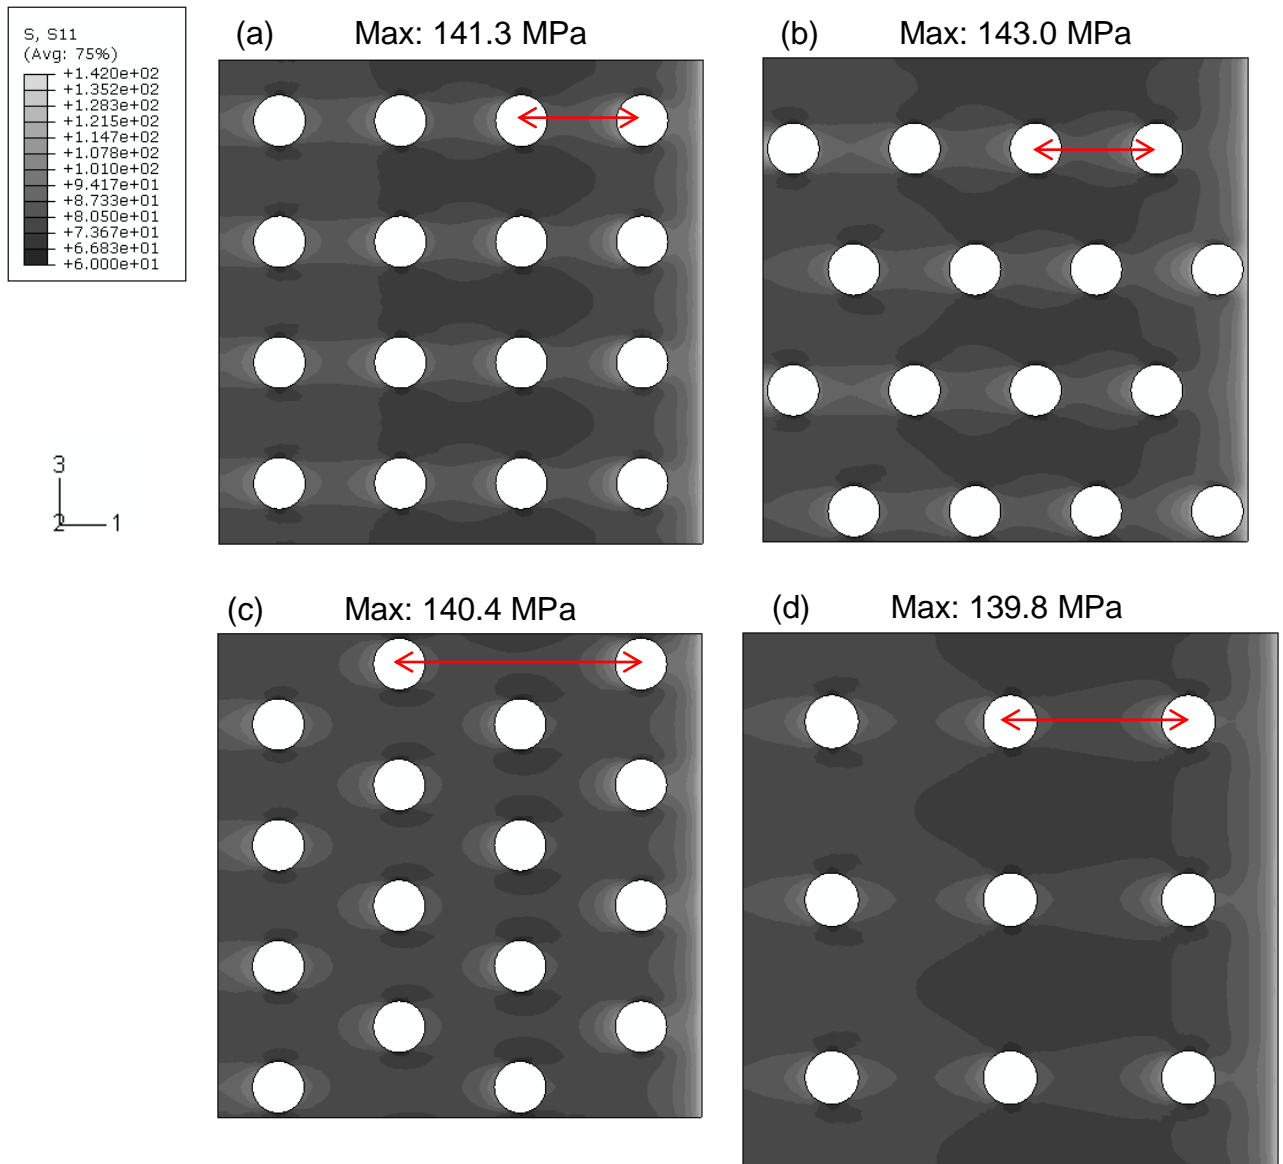 S, S11
(Avg: 75%)
+1.420e+02
+1.352e+02
+1.283e+02
+1.215e+02
+1.147e+02
+1.078e+02
+1.010e+02
+9.417e+01
+8.733e+01
+8.050e+01
+7.367e+01
+6.683e+01
+6.000e+01
(a) Max: 141.3 MPa
(b) Max: 143.0 MPa
3
2 1
(c) Max: 140.4 MPa
(d) Max: 139.8 MPa